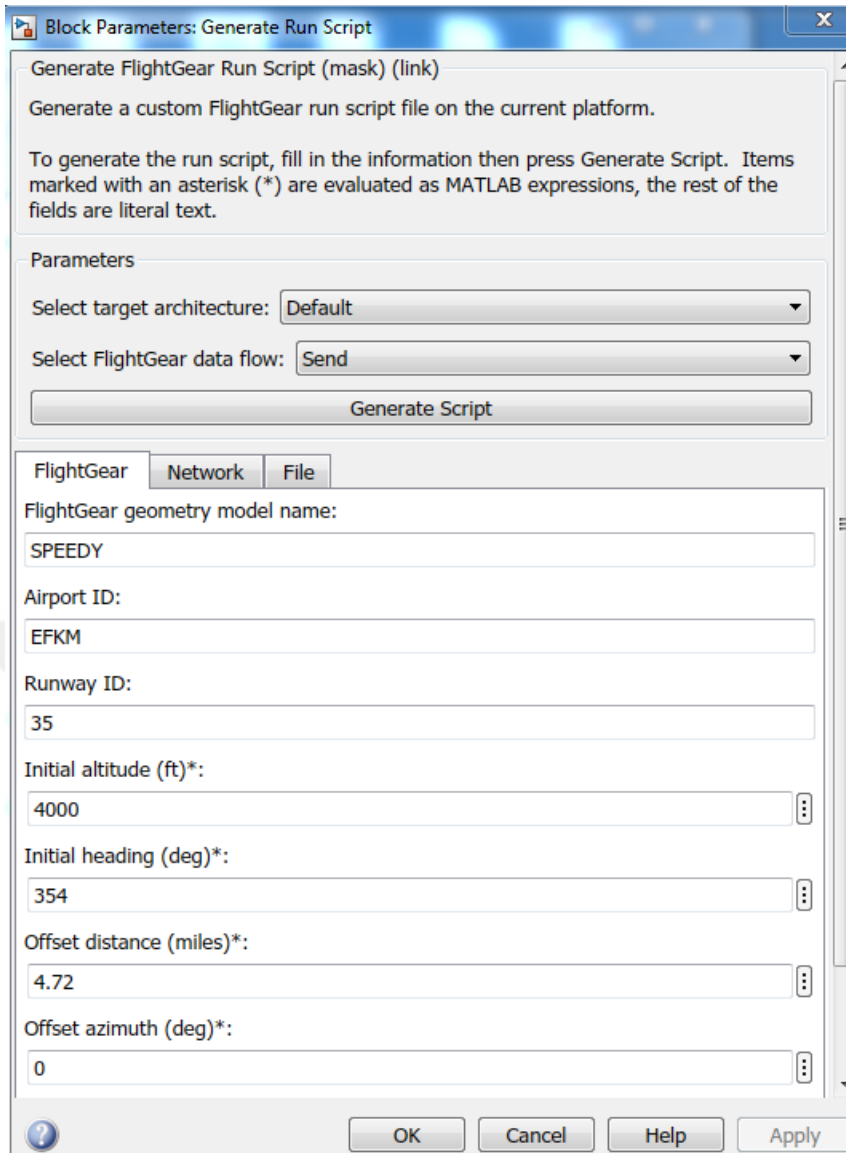 Block Parameters: Generate Run Script
X
Generate FlightGear Run Script (mask) (link)
Generate a custom FlightGear run script file on the current platform.
To generate the run script, fill in the information then press Generate Script.  Items
marked with an asterisk (*) are evaluated as MATLAB expressions, the rest of the
fields are literal text.
Parameters
Select target architecture: Default
Select FlightGear data flow: Send
Generate Script
FlightGear Network File
FlightGear geometry model name:
SPEEDY
Airport ID:
EFKM
Runway ID:
35
Initial altitude (ft)*:
4000
Initial heading (deg)*:
354
Offset distance (miles)*:
4.72
Offset azimuth (deg)*:
0
? OK Cancel Help Apply